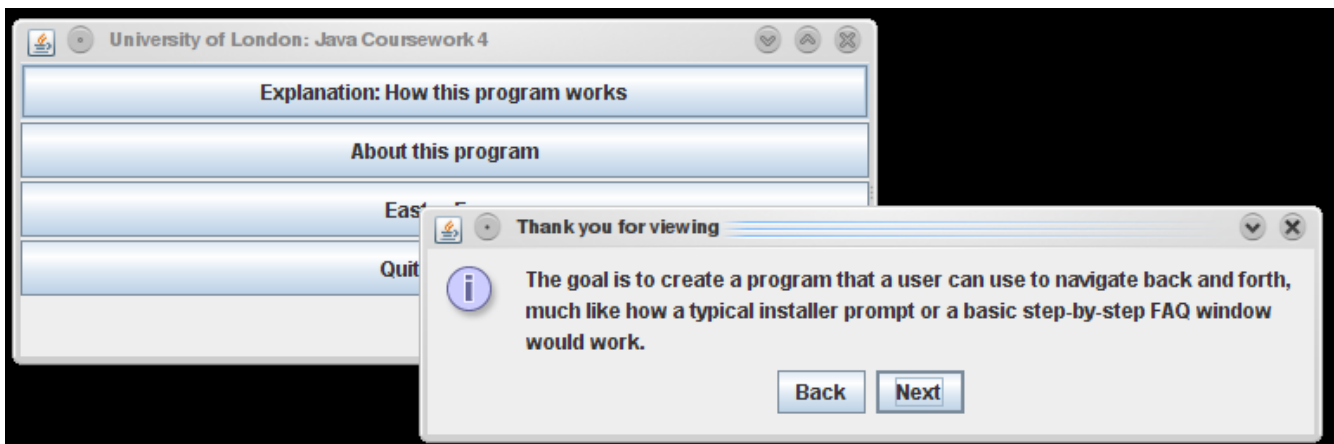 University of London: Java Coursework 4
Explanation: How this program works
About this program
Quit
Thank you for viewing
The goal is to create a program that a user can use to navigate back and forth,
much like how a typical installer prompt or a basic step-by-step FAQ window
would work.
Back Next